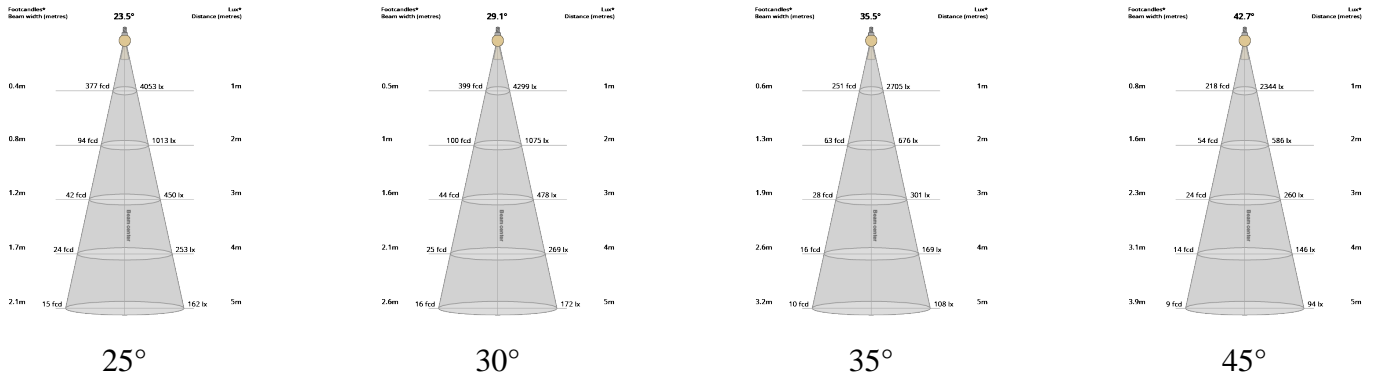 Footcandles* 23.5° Lux*
Beam width (metres) Distance (metres)
0.4m 377 fcd 4053 lx 1m
0.8m 94 fcd 1013 lx 2m
1.2m 42 fcd 450 lx 3m
Beam center
1.7m 24 fcd 253 lx 4m
2.1m 15 fcd 162 lx 5m
25°
Footcandles* 29.1° Lux*
Beam width (metres) Distance (metres)
0.5m 399 fcd 4299 lx 1m
1m 100 fcd 1075 lx 2m
1.6m 44 fcd 478 lx 3m
Beam center
2.1m 25 fcd 269 lx 4m
2.6m 16 fcd 172 lx 5m
30°
Footcandles* 35.5° Lux*
Beam width (metres) Distance (metres)
0.6m 251 fcd 2705 lx 1m
1.3m 63 fcd 676 lx 2m
1.9m 28 fcd 301 lx 3m
Beam center
2.6m 16 fcd 169 lx 4m
3.2m 10 fcd 108 lx 5m
35°
Footcandles* 42.7° Lux*
Beam width (metres) Distance (metres)
0.8m 218 fcd 2344 lx 1m
1.6m 54 fcd 586 lx 2m
2.3m 24 fcd 260 lx 3m
Beam center
3.1m 14 fcd 146 lx 4m
3.9m 9 fcd 94 lx 5m
45°